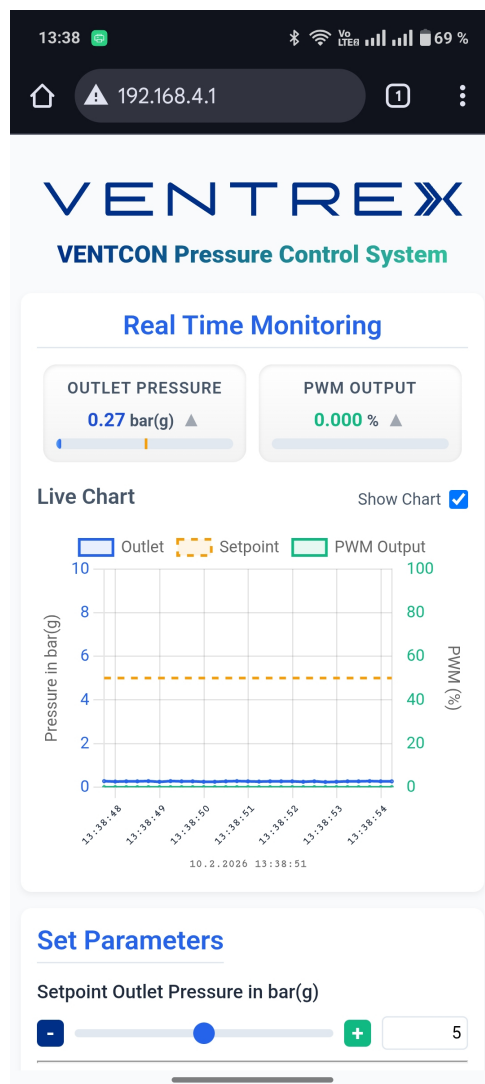 13:38 Vo LTE2 69 %
192.168.4.1 1
VENTREX
VENTCON Pressure Control System
Real Time Monitoring
OUTLET PRESSURE
0.27 bar(g) ▲
PWM OUTPUT
0.000 % ▲
Live Chart
Show Chart
Outlet Setpoint PWM Output
Pressure in bar(g)
10
8
6
4
2
0
100
80
60
40
20
0
PWM (%)
13:38:48
13:38:49
13:38:50
13:38:51
13:38:52
13:38:53
13:38:54
10.2.2026 13:38:51
Set Parameters
Setpoint Outlet Pressure in bar(g)
- + 5